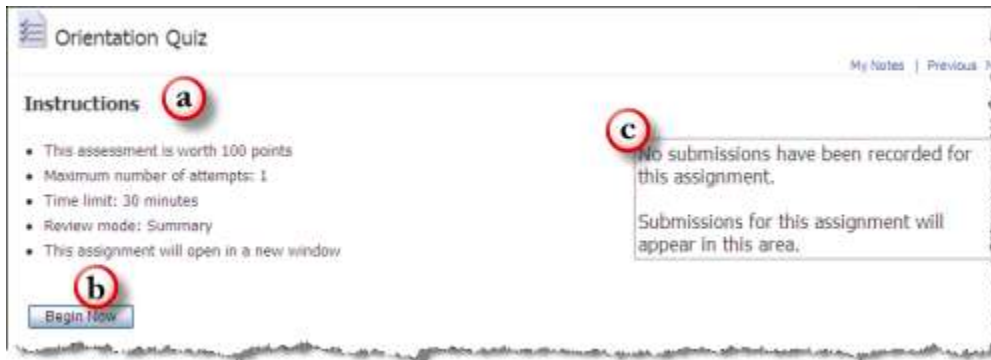 Orientation Quiz
My Notes | Previous
Instructions
a
c
• This assessment is worth 100 points
• Maximum number of attempts: 1
• Time limit: 30 minutes
• Review mode: Summary
• This assignment will open in a new window
No submissions have been recorded for
this assignment.
Submissions for this assignment will
appear in this area.
b
Begin Now